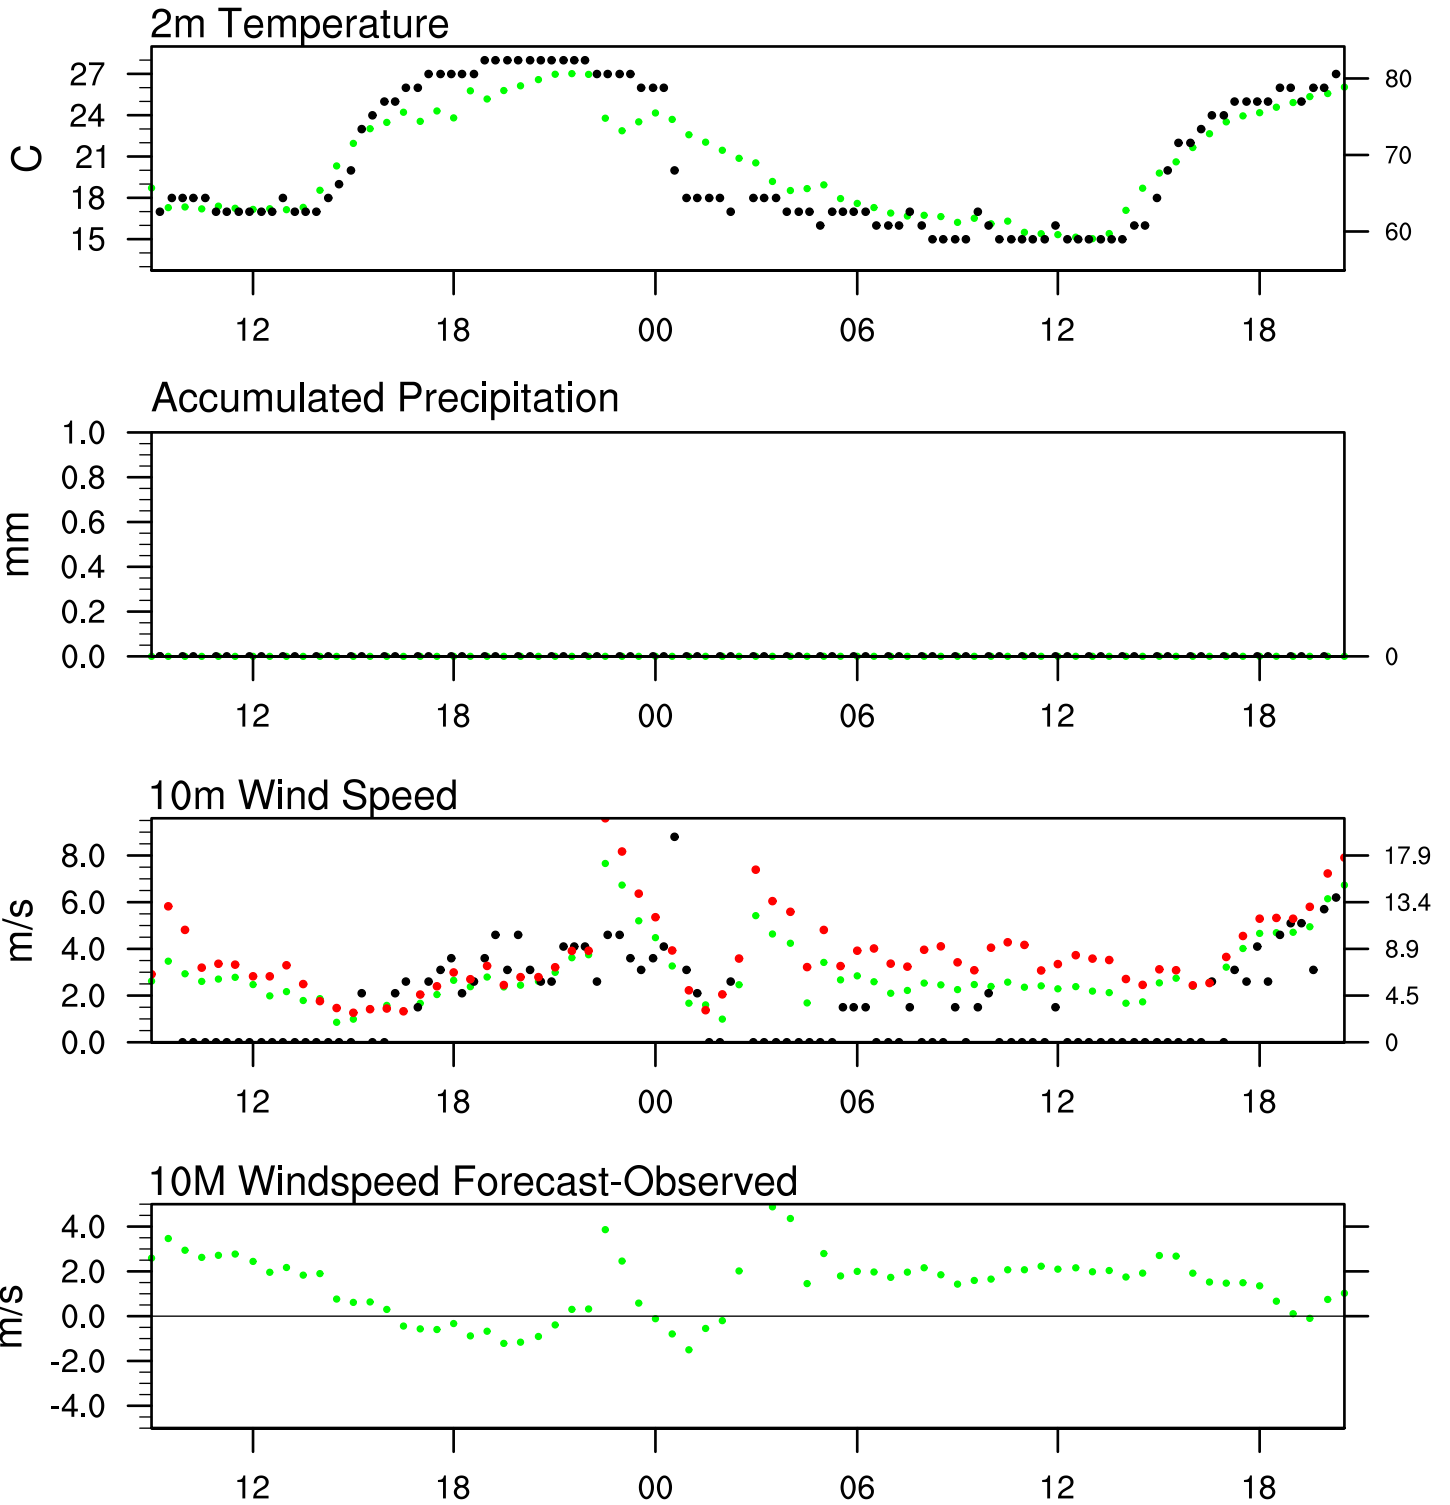 2m Temperature
27
24
21
18
15
C
80
70
60
12 18 00 06 12 18
Accumulated Precipitation
1.0
0.8
0.6
0.4
0.2
0.0
mm
0
12 18 00 06 12 18
10m Wind Speed
8.0
6.0
4.0
2.0
0.0
m/s
17.9
13.4
8.9
4.5
0
12 18 00 06 12 18
10M Windspeed Forecast-Observed
4.0
2.0
0.0
-2.0
-4.0
m/s
12 18 00 06 12 18